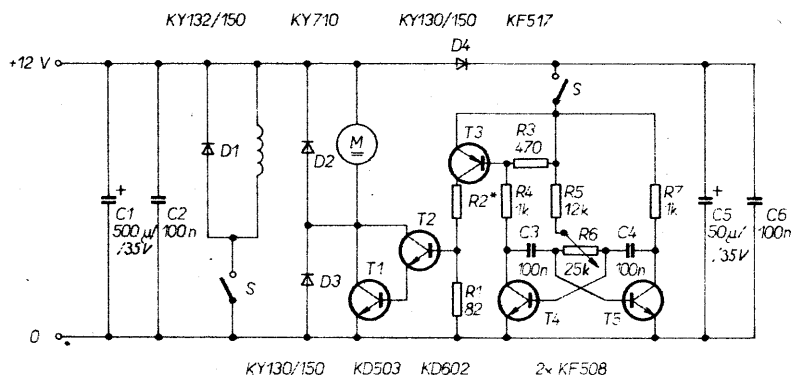 KY132/150 KY710 KY130/150 KF517
D4
+12 V
S
M
T3
R3
470
D1
D2
R2*
R4
1k
R5
12k
R7
1k
C1
500µ/
/35V
+
C2
100n
T2
C3
100n
R6
25k
C4
100n
C5
50µ/
/35V
+
C6
100n
S
D3
T1
R1
82
T4
T5
0
KY130/150 KD503 KD602 2x KF508